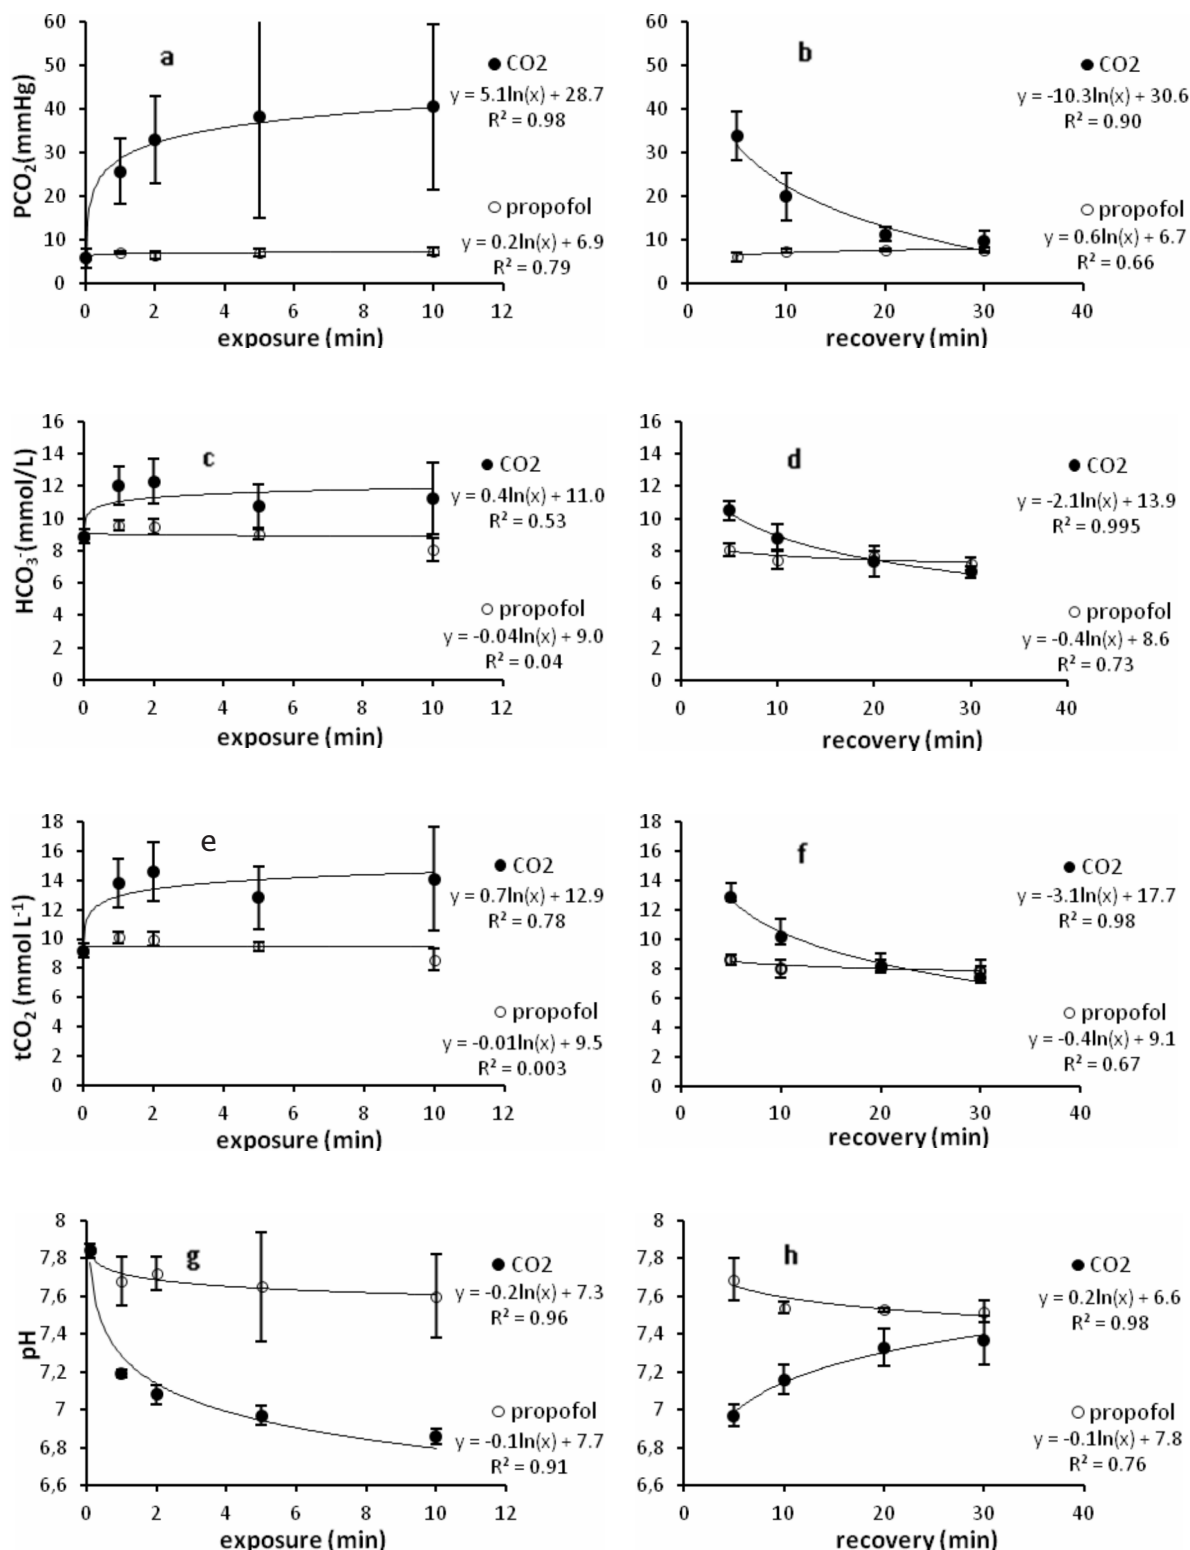 a
PCO₂(mmHg)
60
50
40
30
20
10
0
0 2 4 6 8 10 12
exposure (min)
CO2
y = 5.1ln(x) + 28.7
R² = 0.98
propofol
y = 0.2ln(x) + 6.9
R² = 0.79
b
60
50
40
30
20
10
0
0 10 20 30 40
recovery (min)
CO2
y = -10.3ln(x) + 30.6
R² = 0.90
propofol
y = 0.6ln(x) + 6.7
R² = 0.66
c
HCO₃⁻(mmol/L)
16
14
12
10
8
6
4
2
0
0 2 4 6 8 10 12
exposure (min)
CO2
y = 0.4ln(x) + 11.0
R² = 0.53
propofol
y = -0.04ln(x) + 9.0
R² = 0.04
d
16
14
12
10
8
6
4
2
0
0 10 20 30 40
recovery (min)
CO2
y = -2.1ln(x) + 13.9
R² = 0.995
propofol
y = -0.4ln(x) + 8.6
R² = 0.73
e
tCO₂ (mmol L⁻¹)
18
16
14
12
10
8
6
4
2
0
0 2 4 6 8 10 12
exposure (min)
CO2
y = 0.7ln(x) + 12.9
R² = 0.78
propofol
y = -0.01ln(x) + 9.5
R² = 0.003
f
18
16
14
12
10
8
6
4
2
0
0 10 20 30 40
recovery (min)
CO2
y = -3.1ln(x) + 17.7
R² = 0.98
propofol
y = -0.4ln(x) + 9.1
R² = 0.67
g
pH
8
7,8
7,6
7,4
7,2
7
6,8
6,6
0 2 4 6 8 10 12
exposure (min)
CO2
y = -0.2ln(x) + 7.3
R² = 0.96
propofol
y = -0.1ln(x) + 7.7
R² = 0.91
h
8
7,8
7,6
7,4
7,2
7
6,8
6,6
0 10 20 30 40
recovery (min)
CO2
y = 0.2ln(x) + 6.6
R² = 0.98
propofol
y = -0.1ln(x) + 7.8
R² = 0.76